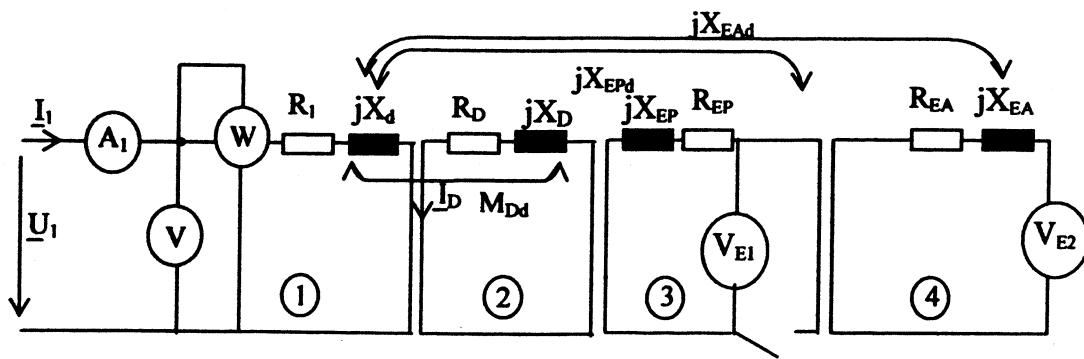 jX_EAd
jX_EPd
I_1 A_1 W R_1 jX_d R_D jX_D jX_EP R_EP R_EA jX_EA
I_D M_Dd
U_1 V V_E1 V_E2
1 2 3 4